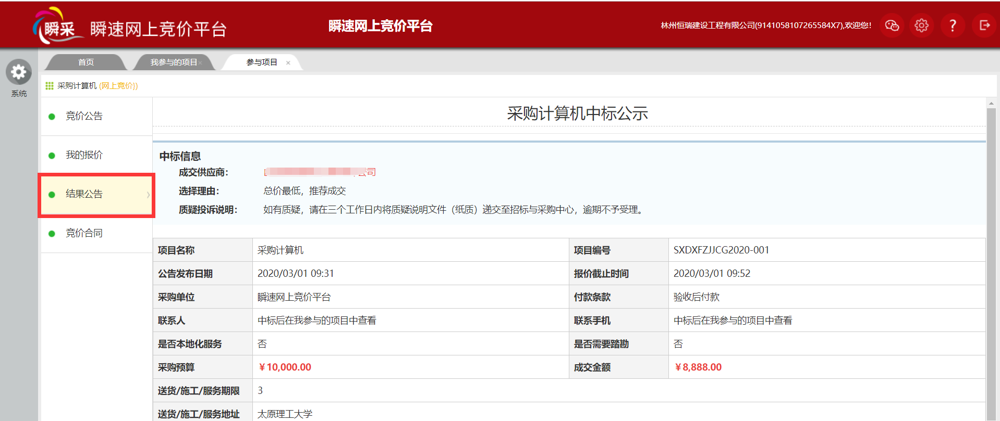 瞬采 瞬速网上竞价平台
瞬速网上竞价平台
林州恒瑞建设工程有限公司(9141058107265584X7),欢迎您!
?
首页 我参与的项目× 参与项目 ×
系统
采购计算机 (网上竞价))
竞价公告
我的报价
结果公告
竞价合同
采购计算机中标公示
中标信息
成交供应商: 公司
选择理由: 总价最低，推荐成交
质疑投诉说明: 如有质疑，请在三个工作日内将质疑说明文件（纸质）递交至招标与采购中心，逾期不予受理。
项目名称 采购计算机 项目编号 SXDXFZJJCG2020-001
公告发布日期 2020/03/01 09:31 报价截止时间 2020/03/01 09:52
采购单位 瞬速网上竞价平台 付款条款 验收后付款
联系人 中标后在我参与的项目中查看 联系手机 中标后在我参与的项目中查看
是否本地化服务 否 是否需要踏勘 否
采购预算 ¥10,000.00 成交金额 ¥8,888.00
送货/施工/服务期限 3
送货/施工/服务地址 太原理工大学